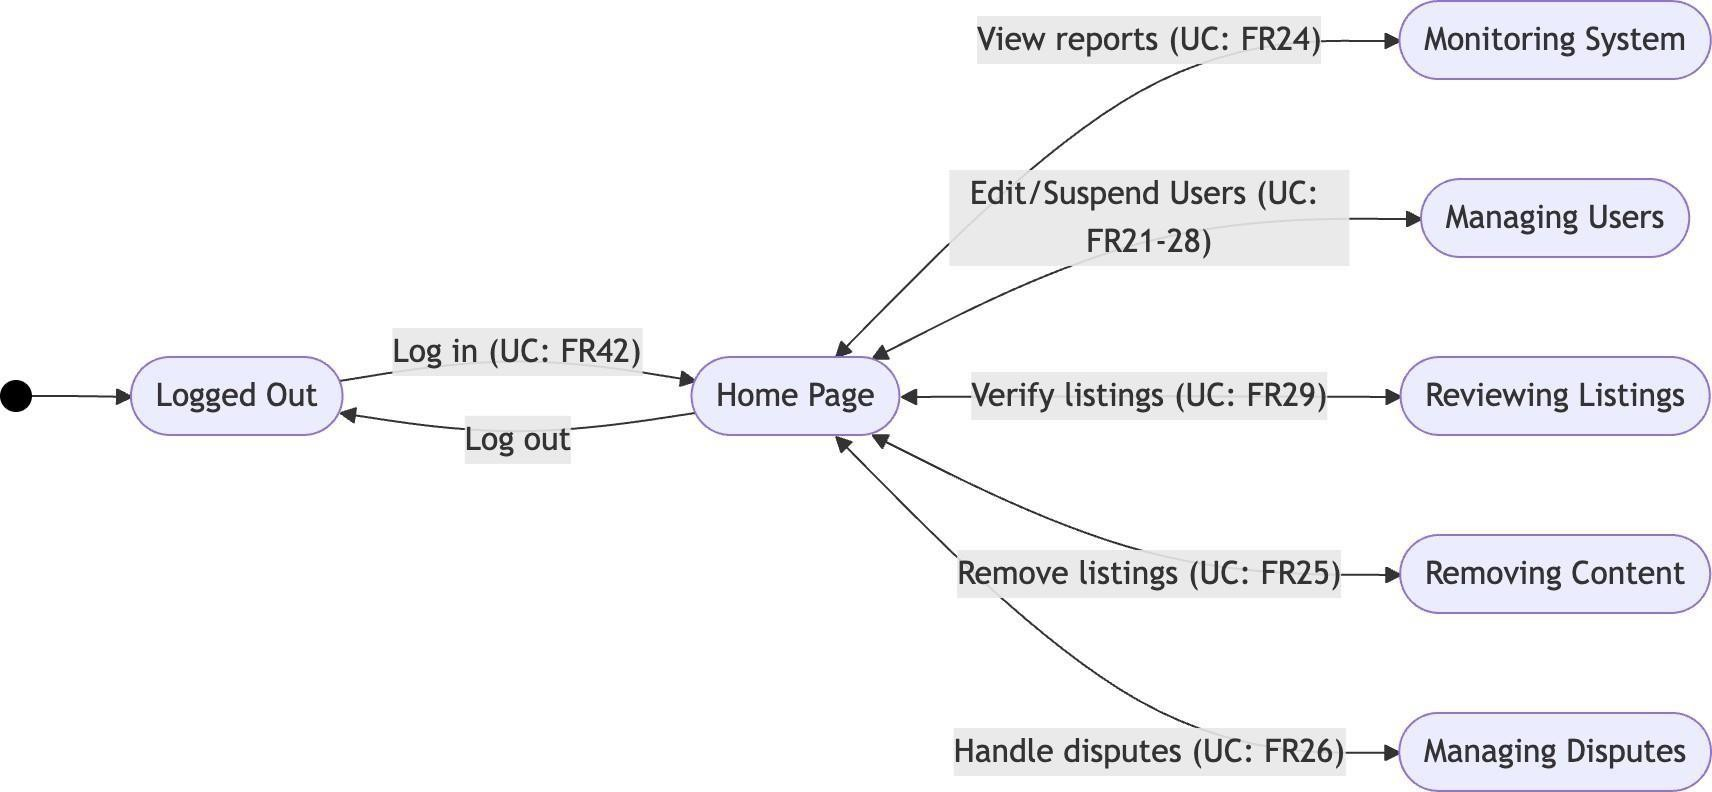 View reports (UC: FR24)
Monitoring System
Edit/Suspend Users (UC:
FR21-28)
Managing Users
Log in (UC: FR42)
Logged Out
Home Page
Log out
Verify listings (UC: FR29)
Reviewing Listings
Remove listings (UC: FR25)
Removing Content
Handle disputes (UC: FR26)
Managing Disputes